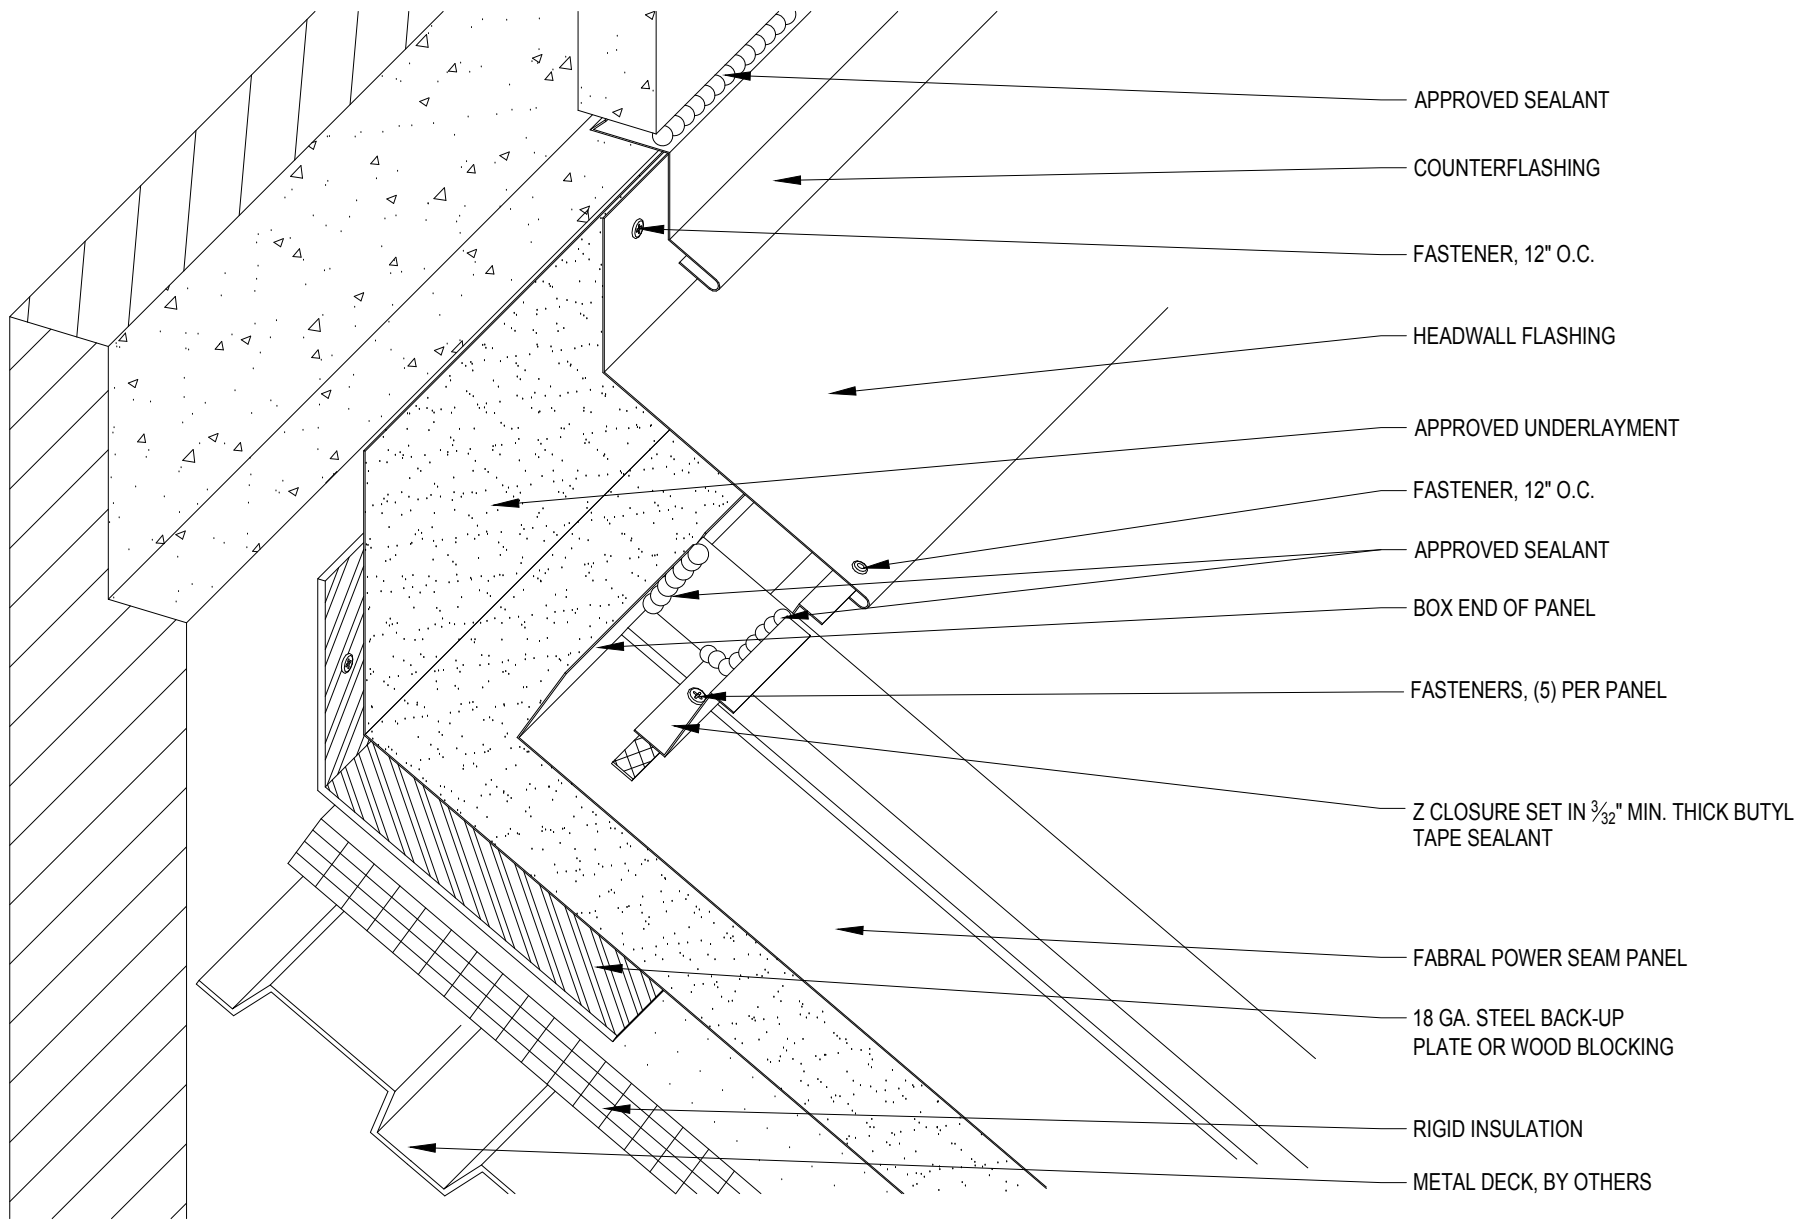 APPROVED SEALANT
COUNTERFLASHING
FASTENER, 12" O.C.
HEADWALL FLASHING
APPROVED UNDERLAYMENT
FASTENER, 12" O.C.
APPROVED SEALANT
BOX END OF PANEL
FASTENERS, (5) PER PANEL
Z CLOSURE SET IN 3⁄32" MIN. THICK BUTYL
TAPE SEALANT
FABRAL POWER SEAM PANEL
18 GA. STEEL BACK-UP
PLATE OR WOOD BLOCKING
RIGID INSULATION
METAL DECK, BY OTHERS